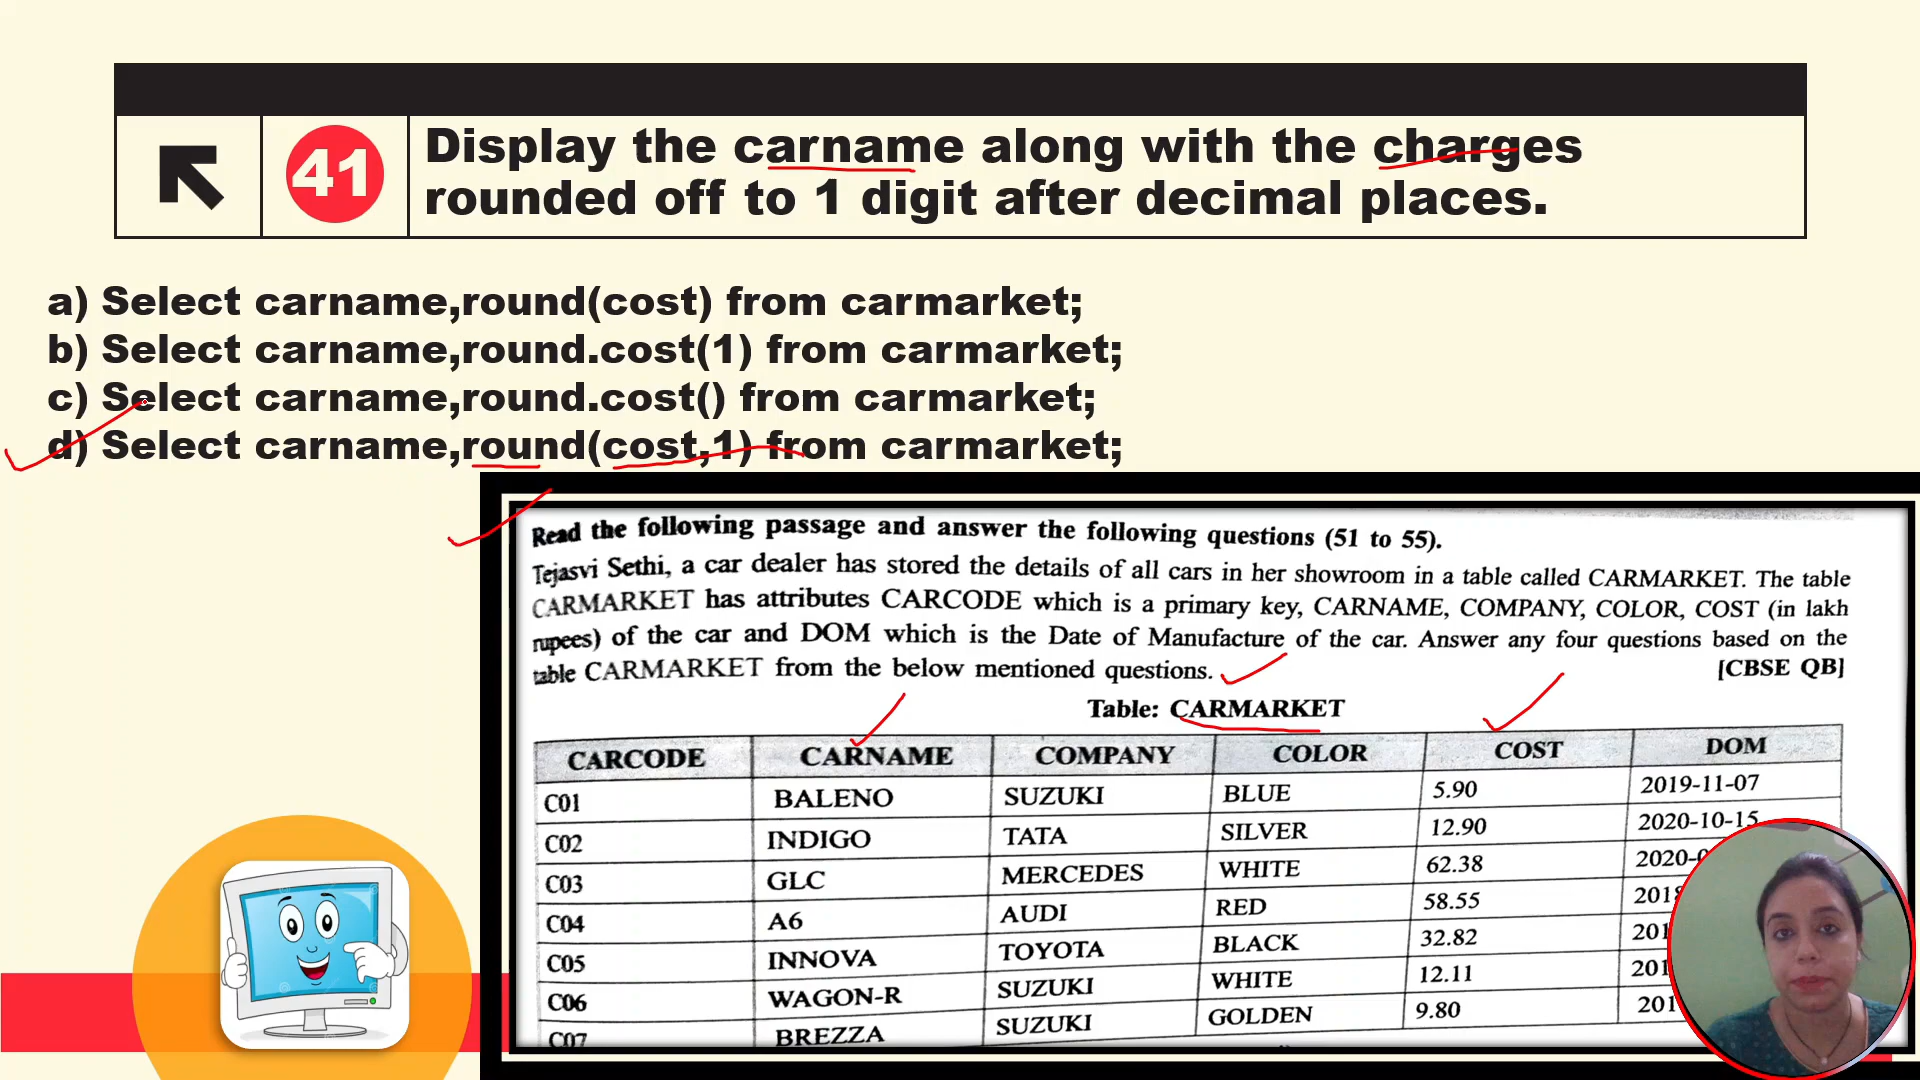 41
Display the carname along with the charges
rounded off to 1 digit after decimal places.
a) Select carname,round(cost) from carmarket;
b) Select carname,round.cost(1) from carmarket;
c) Select carname,round.cost() from carmarket;
d) Select carname,round(cost,1) from carmarket;
Read the following passage and answer the following questions (51 to 55).
Tejasvi Sethi, a car dealer has stored the details of all cars in her showroom in a table called CARMARKET. The table
CARMARKET has attributes CARCODE which is a primary key, CARNAME, COMPANY, COLOR, COST (in lakh
rupees) of the car and DOM which is the Date of Manufacture of the car. Answer any four questions based on the
table CARMARKET from the below mentioned questions. [CBSE QB]
Table: CARMARKET
CARCODE CARNAME COMPANY COLOR COST DOM
C01 BALENO SUZUKI BLUE 5.90 2019-11-07
C02 INDIGO TATA SILVER 12.90 2020-10-15
C03 GLC MERCEDES WHITE 62.38 2020-0
C04 A6 AUDI RED 58.55 201
C05 INNOVA TOYOTA BLACK 32.82 201
C06 WAGON-R SUZUKI WHITE 12.11 201
C07 BREZZA SUZUKI GOLDEN 9.80 201